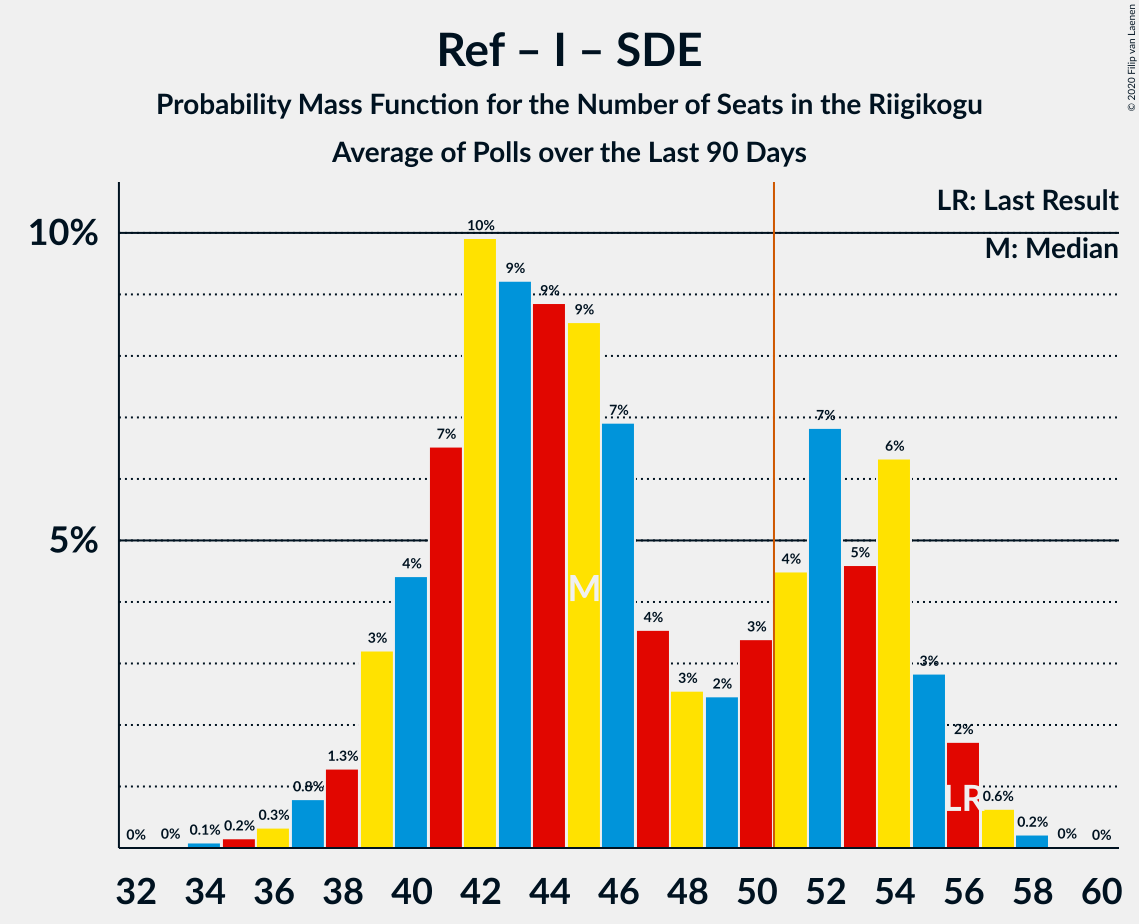 Ref – I – SDE
Probability Mass Function for the Number of Seats in the Riigikogu
Average of Polls over the Last 90 Days
© 2020 Filip van Laenen
LR: Last Result
M: Median
10%
5%
0% 0% 0.1% 0.2% 0.3% 0.8% 1.3% 3% 4% 7% 10% 9% 9% 9% 7% 4% 3% 2% 3% 4% 7% 5% 6% 3% 2% 0.6% 0.2% 0% 0%
M
LR
32 34 36 38 40 42 44 46 48 50 52 54 56 58 60